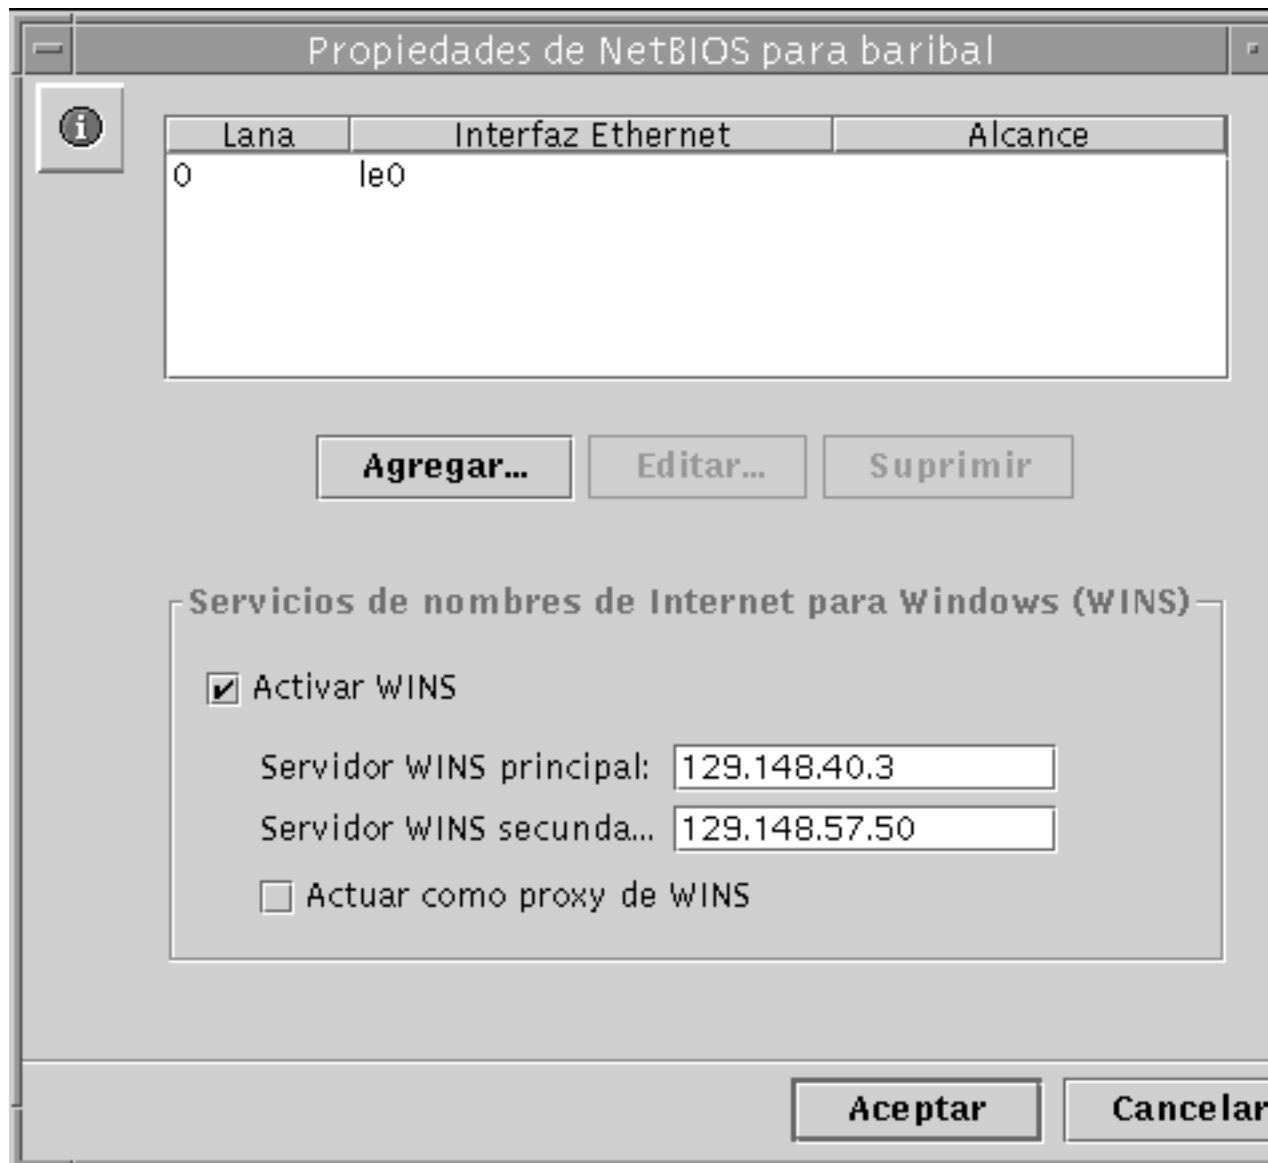 Propiedades de NetBIOS para baribal
Lana Interfaz Ethernet Alcance
0 le0
Agregar... Editar... Suprimir
Servicios de nombres de Internet para Windows (WINS)
Activar WINS
Servidor WINS principal: 129.148.40.3
Servidor WINS secunda... 129.148.57.50
Actuar como proxy de WINS
Aceptar Cancelar